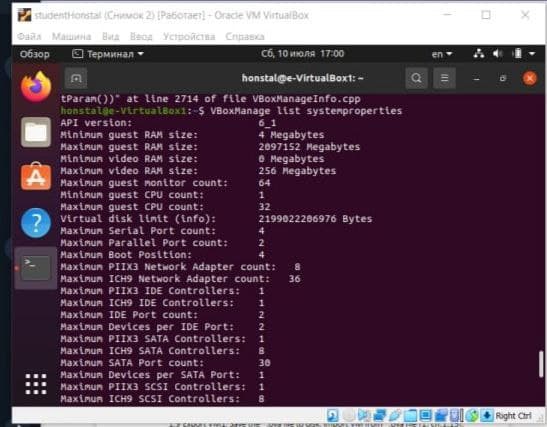 studentHonstal (Снимок 2) [Работает] - Oracle VM VirtualBox
Файл Машина Вид Ввод Устройства Справка
Обзор Терминал Сб, 10 июля 17:00 en
honstal@e-VirtualBox1: ~
tParam())" at line 2714 of file VBoxManageInfo.cpp
honstal@e-VirtualBox1:~$ VBoxManage list systemproperties
API version: 6_1
Minimum guest RAM size: 4 Megabytes
Maximum guest RAM size: 2097152 Megabytes
Minimum video RAM size: 0 Megabytes
Maximum video RAM size: 256 Megabytes
Maximum guest monitor count: 64
Minimum guest CPU count: 1
Maximum guest CPU count: 32
Virtual disk limit (info): 2199022206976 Bytes
Maximum Serial Port count: 4
Maximum Parallel Port count: 2
Maximum Boot Position: 4
Maximum PIIX3 Network Adapter count: 8
Maximum ICH9 Network Adapter count: 36
Maximum PIIX3 IDE Controllers: 1
Maximum ICH9 IDE Controllers: 1
Maximum IDE Port count: 2
Maximum Devices per IDE Port: 2
Maximum PIIX3 SATA Controllers: 1
Maximum ICH9 SATA Controllers: 8
Maximum SATA Port count: 30
Maximum Devices per SATA Port: 1
Maximum PIIX3 SCSI Controllers: 1
Maximum ICH9 SCSI Controllers: 8
Right Ctrl